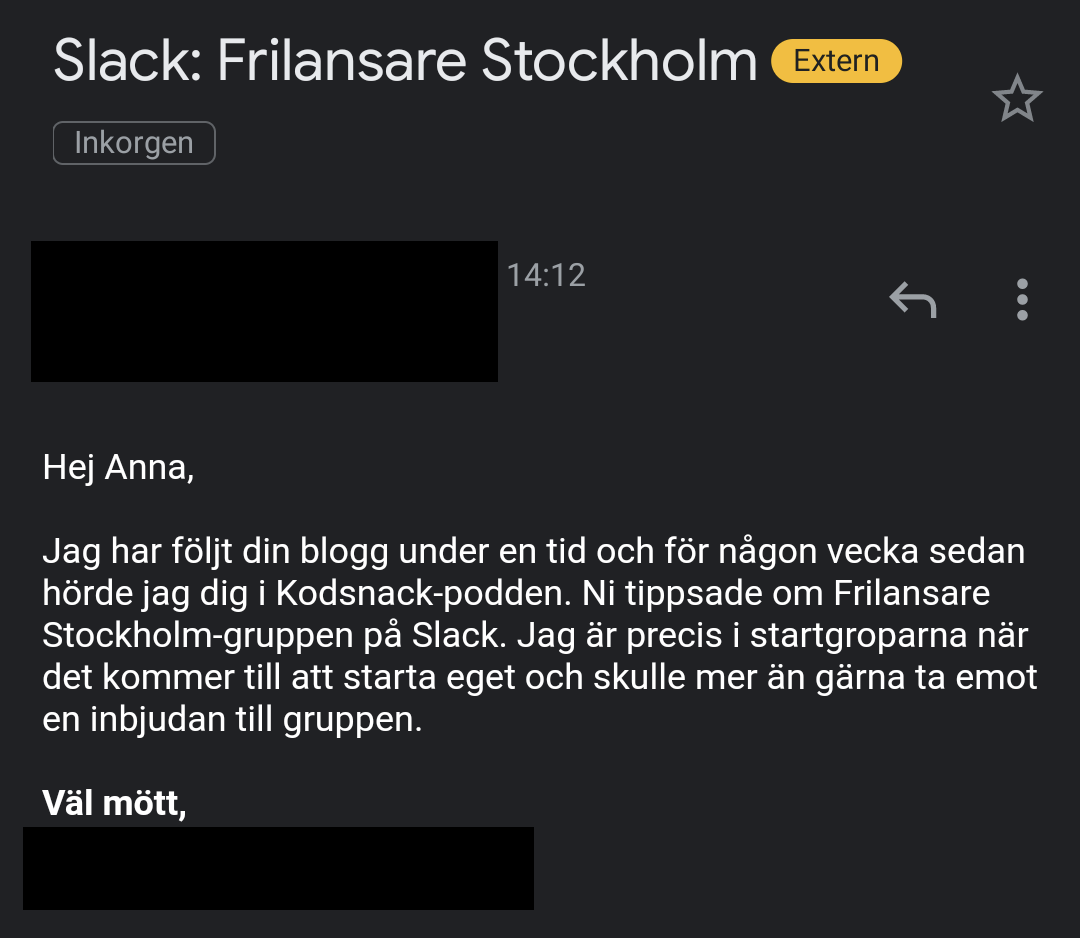 Slack: Frilansare Stockholm Extern
Inkorgen
14:12
Hej Anna,
Jag har följt din blogg under en tid och för någon vecka sedan
hörde jag dig i Kodsnack-podden. Ni tippsade om Frilansare
Stockholm-gruppen på Slack. Jag är precis i startgroparna när
det kommer till att starta eget och skulle mer än gärna ta emot
en inbjudan till gruppen.
Väl mött,